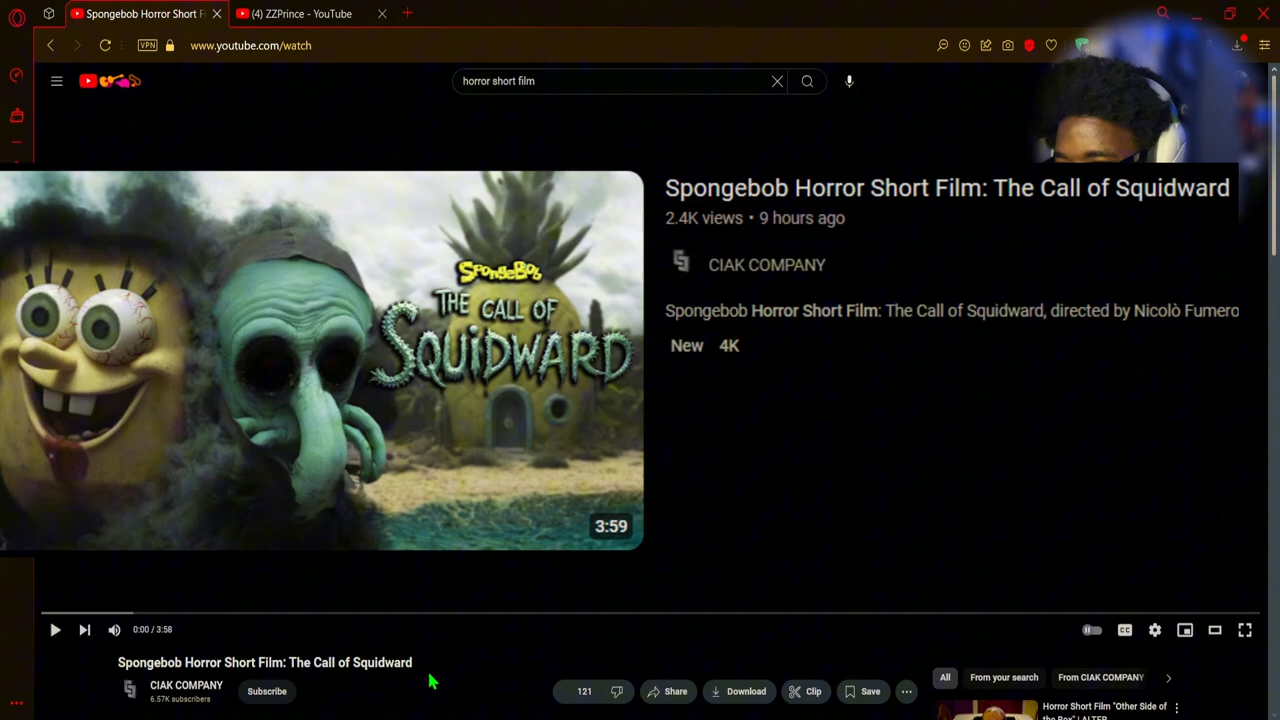 Spongebob Horror Short Fi
(4) ZZPrince - YouTube
VPN
www.youtube.com/watch
horror short film
SPONGEBOB
THE CALL OF
SQUIDWARD
3:59
Spongebob Horror Short Film: The Call of Squidward
2.4K views • 9 hours ago
CIAK COMPANY
Spongebob Horror Short Film: The Call of Squidward, directed by Nicolò Fumero
New 4K
0:00 / 3:58
CC
Spongebob Horror Short Film: The Call of Squidward
CIAK COMPANY
6.57K subscribers
Subscribe
121
Share
Download
Clip
Save
All
From your search
From CIAK COMPANY
Horror Short Film "Other Side of
the Box" | ALTER